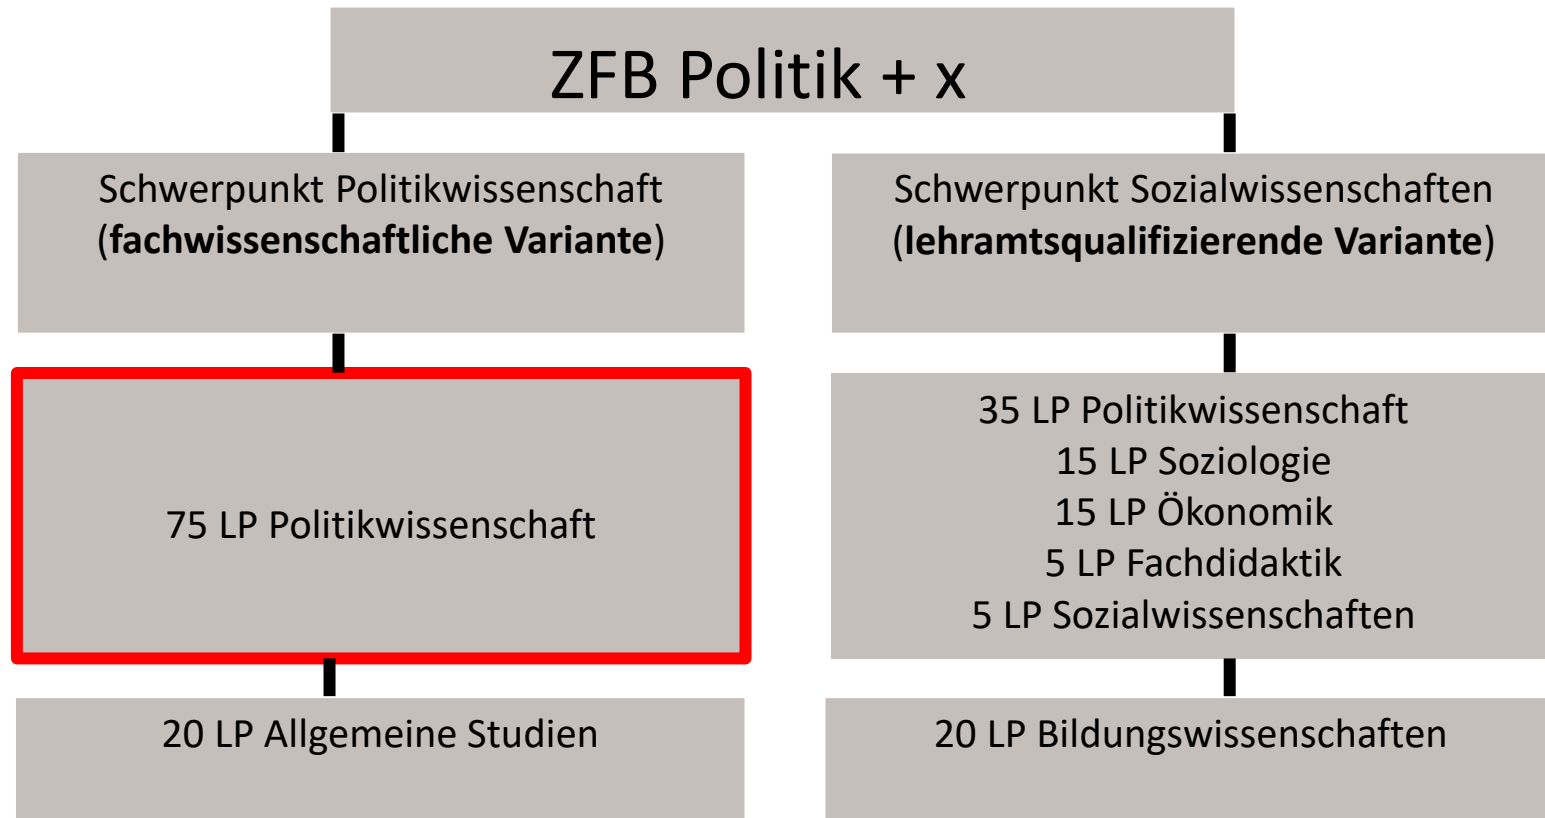 ZFB Politik + x
Schwerpunkt Politikwissenschaft
(fachwissenschaftliche Variante)
Schwerpunkt Sozialwissenschaften
(lehramtsqualifizierende Variante)
75 LP Politikwissenschaft
35 LP Politikwissenschaft
15 LP Soziologie
15 LP Ökonomik
5 LP Fachdidaktik
5 LP Sozialwissenschaften
20 LP Allgemeine Studien
20 LP Bildungswissenschaften